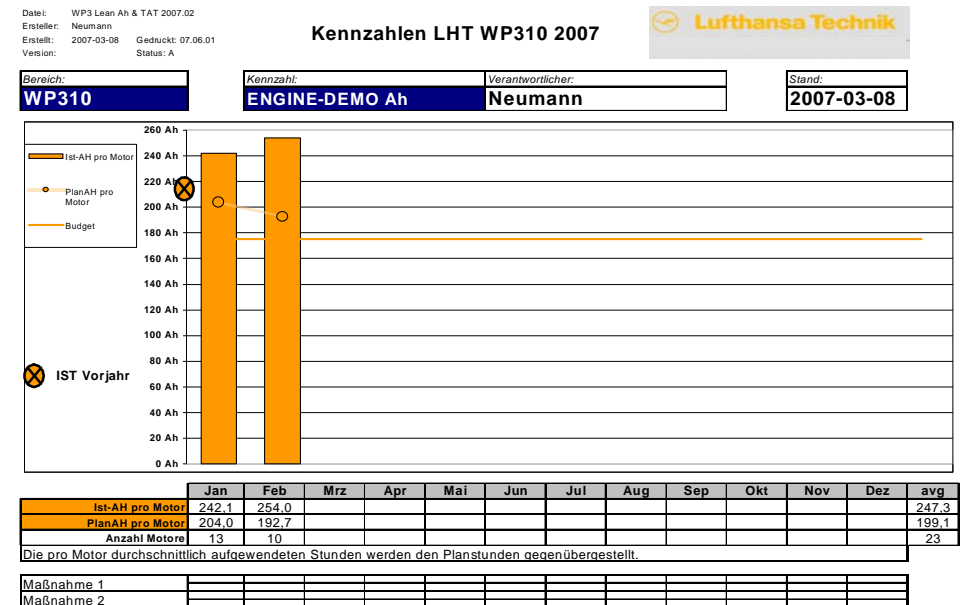 Datei: WP3 Lean Ah & TAT 2007.02
Ersteller: Neumann
Erstellt: 2007-03-08 Gedruckt: 07.06.01
Version: Status: A
Kennzahlen LHT WP310 2007
Lufthansa Technik
Bereich: Kennzahl: Verantwortlicher: Stand:
WP310 ENGINE-DEMO Ah Neumann 2007-03-08
260 Ah
240 Ah
220 Ah
200 Ah
180 Ah
160 Ah
140 Ah
120 Ah
100 Ah
80 Ah
60 Ah
40 Ah
20 Ah
0 Ah
Ist-AH pro Motor
PlanAH pro
Motor
Budget
IST Vorjahr
Jan Feb Mrz Apr Mai Jun Jul Aug Sep Okt Nov Dez avg
Ist-AH pro Motor 242,1 254,0 247,3
PlanAH pro Motor 204,0 192,7 199,1
Anzahl Motore 13 10 23
Die pro Motor durchschnittlich aufgewendeten Stunden werden den Planstunden gegenübergestellt.
Maßnahme 1
Maßnahme 2